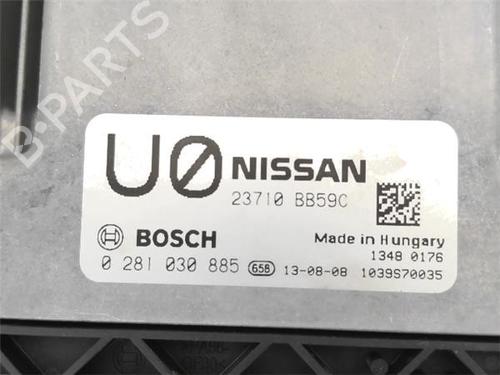 B-PARTS
UØ NISSAN
23710 BB59C
BOSCH
Made in Hungary
1348 0176
0 281 030 885 658 13-08-08 1039S70035